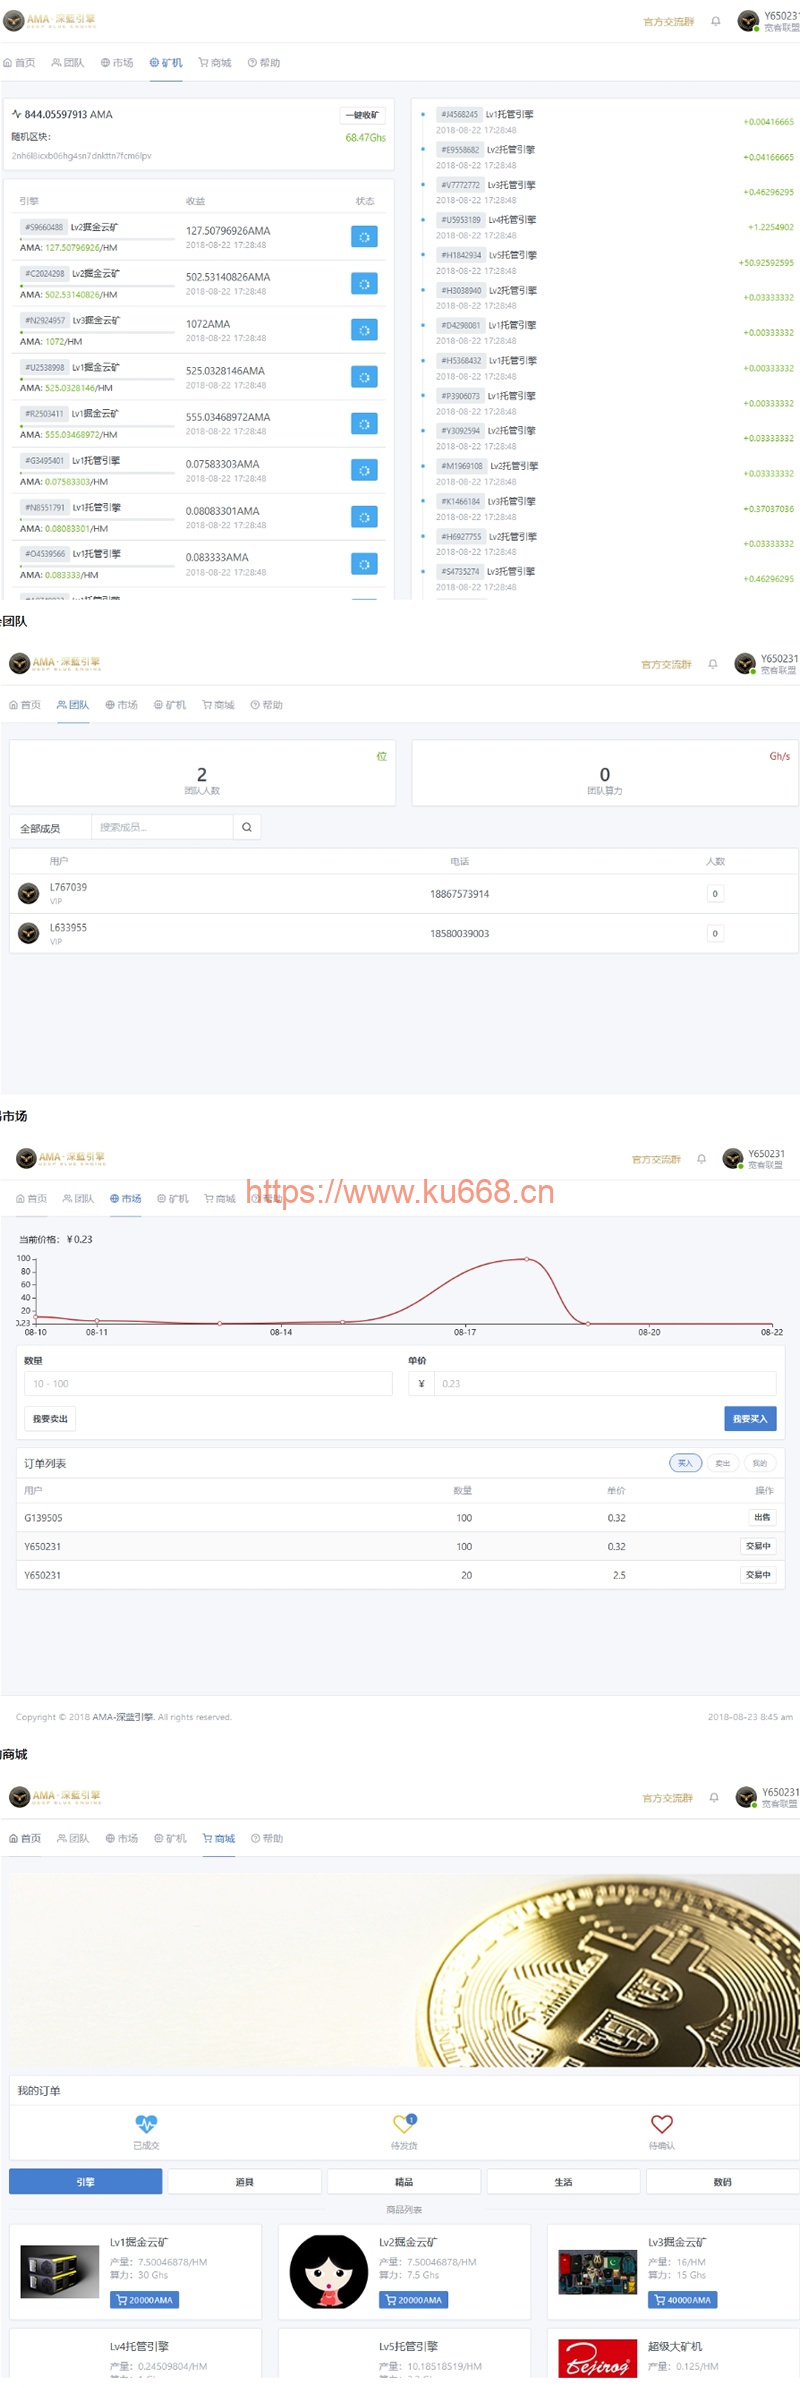 AMA·深蓝引擎
DEEP BLUE ENGINE
官方交流群
Y650231
宽客联盟
首页 团队 市场 矿机 商城 帮助
844.05597913 AMA 一键收矿
随机区块: 68.47Ghs
引擎 收益 状态
#S9660488 Lv2掘金云矿
AMA: 127.50796926/HM
127.50796926AMA
2018-08-22 17:28:48
#C2024298 Lv2掘金云矿
AMA: 502.53140826/HM
502.53140826AMA
2018-08-22 17:28:48
#N2924957 Lv3掘金云矿
AMA: 1072/HM
1072AMA
2018-08-22 17:28:48
#U2538998 Lv1掘金云矿
AMA: 525.0328146/HM
525.0328146AMA
2018-08-22 17:28:48
#R2503411 Lv1掘金云矿
AMA: 555.03468972/HM
555.03468972AMA
2018-08-22 17:28:48
#G3495401 Lv1托管引擎
AMA: 0.07583303/HM
0.07583303AMA
2018-08-22 17:28:48
#N8551791 Lv1托管引擎
AMA: 0.08083301/HM
0.08083301AMA
2018-08-22 17:28:48
#O4539566 Lv1托管引擎
AMA: 0.083333/HM
0.083333AMA
2018-08-22 17:28:48
#J4568245 Lv1托管引擎
2018-08-22 17:28:48
+0.00416665
#E9558682 Lv2托管引擎
2018-08-22 17:28:48
+0.04166665
#V7772772 Lv3托管引擎
2018-08-22 17:28:48
+0.46296295
#U5953189 Lv4托管引擎
2018-08-22 17:28:48
+1.2254902
#H1842934 Lv5托管引擎
2018-08-22 17:28:48
+50.92592595
#H3038940 Lv2托管引擎
2018-08-22 17:28:48
+0.03333332
#D4298081 Lv1托管引擎
2018-08-22 17:28:48
+0.00333332
#H5368432 Lv1托管引擎
2018-08-22 17:28:48
+0.00333332
#P3906073 Lv1托管引擎
2018-08-22 17:28:48
+0.00333332
#Y3092594 Lv2托管引擎
2018-08-22 17:28:48
+0.03333332
#M1969108 Lv2托管引擎
2018-08-22 17:28:48
+0.03333332
#K1466184 Lv3托管引擎
2018-08-22 17:28:48
+0.37037036
#H6927755 Lv2托管引擎
2018-08-22 17:28:48
+0.03333332
#S4735274 Lv3托管引擎
2018-08-22 17:28:48
+0.46296295
团队
AMA·深蓝引擎
DEEP BLUE ENGINE
官方交流群
Y650231
宽客联盟
首页 团队 市场 矿机 商城 帮助
位
2
团队人数
Gh/s
0
团队算力
全部成员 搜索成员...
用户 电话 人数
L767039
VIP
18867573914 0
L633955
VIP
18580039003 0
市场
AMA·深蓝引擎
DEEP BLUE ENGINE
官方交流群
Y650231
宽客联盟
首页 团队 市场 矿机 商城 帮助
https://www.ku668.cn
当前价格: ¥ 0.23
100
80
60
40
20
0.23
08-10 08-11 08-14 08-17 08-20 08-22
数量 单价
10 - 100 ¥ 0.23
我要卖出 我要买入
订单列表 买入 卖出 我的
用户 数量 单价 操作
G139505 100 0.32 出售
Y650231 100 0.32 交易中
Y650231 20 2.5 交易中
Copyright © 2018 AMA-深蓝引擎. All rights reserved. 2018-08-23 8:45 am
商城
AMA·深蓝引擎
DEEP BLUE ENGINE
官方交流群
Y650231
宽客联盟
首页 团队 市场 矿机 商城 帮助
我的订单
1
已成交 待发货 待确认
引擎 道具 精品 生活 数码
商品列表
Lv1掘金云矿
产量: 7.50046878/HM
算力: 30 Ghs
20000AMA
Lv2掘金云矿
产量: 7.50046878/HM
算力: 7.5 Ghs
20000AMA
Lv3掘金云矿
产量: 16/HM
算力: 15 Ghs
40000AMA
Lv4托管引擎
产量: 0.24509804/HM
Lv5托管引擎
产量: 10.18518519/HM
Bejirog
超级大矿机
产量: 0.125/HM